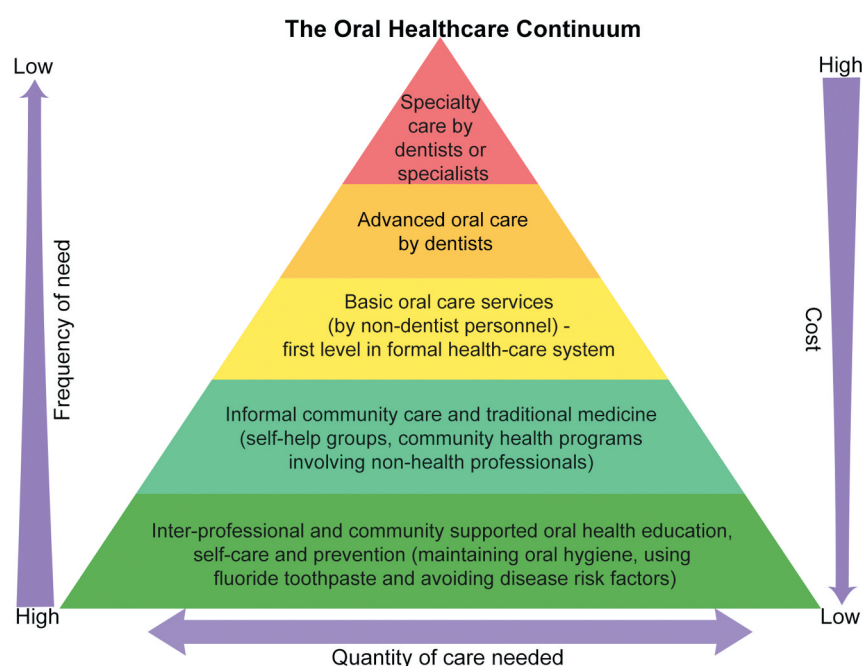 The Oral Healthcare Continuum
Low
High
Specialty
care by
dentists or
specialists
Advanced oral care
by dentists
Frequency of need
Basic oral care services
(by non-dentist personnel) -
first level in formal health-care system
Cost
Informal community care and traditional medicine
(self-help groups, community health programs
involving non-health professionals)
Inter-professional and community supported oral health education,
self-care and prevention (maintaining oral hygiene, using
fluoride toothpaste and avoiding disease risk factors)
High
Low
Quantity of care needed